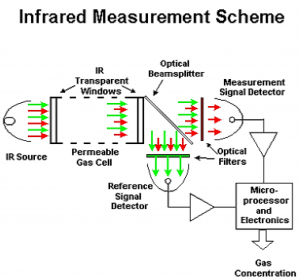 Infrared Measurement Scheme
IR
Transparent
Windows
Optical
Beamsplitter
Measurement
Signal Detector
IR Source
Permeable
Gas Cell
Optical
Filters
Reference
Signal
Detector
Micro-
processor
and
Electronics
Gas
Concentration